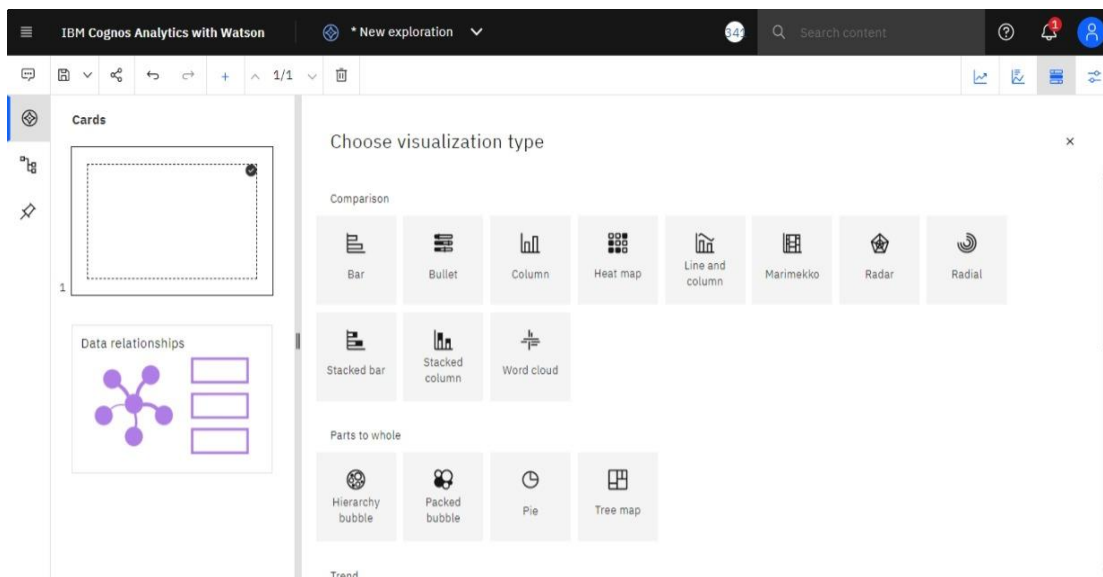 IBM Cognos Analytics with Watson
* New exploration
Search content
1
1/1
Cards
1
Data relationships
Choose visualization type
Comparison
Bar
Bullet
Column
Heat map
Line and
column
Marimekko
Radar
Radial
Stacked bar
Stacked
column
Word cloud
Parts to whole
Hierarchy
bubble
Packed
bubble
Pie
Tree map
Trend